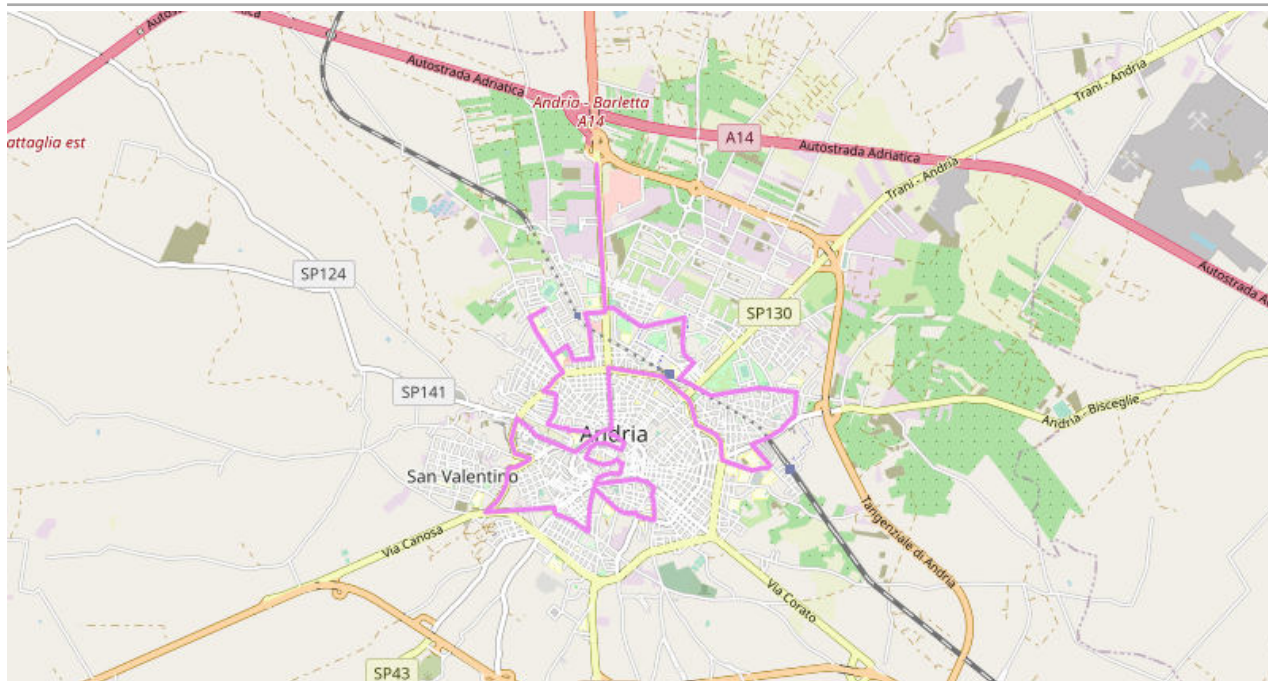 Autostrada Adriatica
Andria - Barletta
A14
attaglia est
A14
Autostrada Adriatica
Trani - Andria
Trani - Andria
Autostrada A
SP124
SP130
SP141
Andria - Bisceglie
Andria
San Valentino
Via Canosa
Tangenziale di Andria
Via Corato
SP43